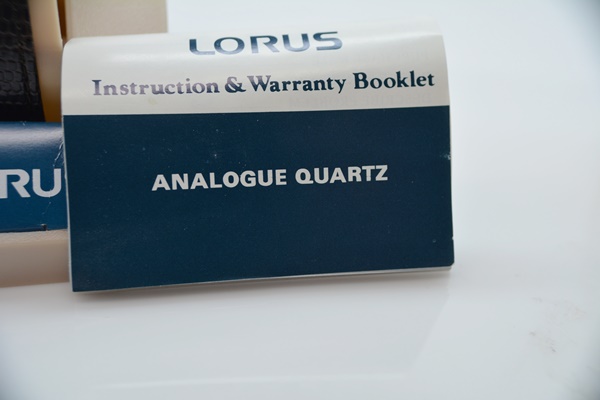 LORUS
Instruction & Warranty Booklet
ANALOGUE QUARTZ
RU